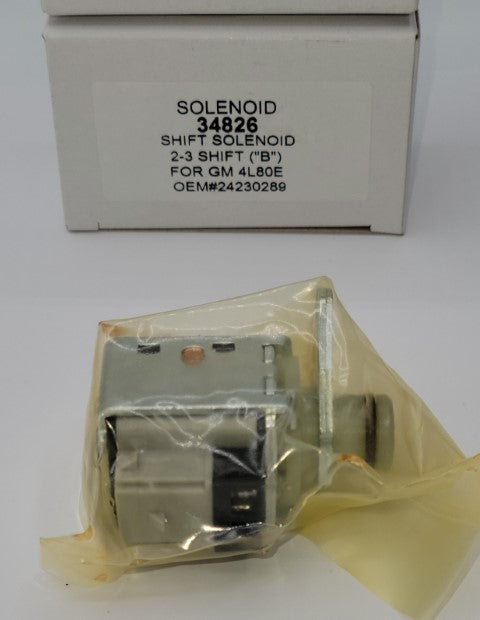 SOLENOID
34826
SHIFT SOLENOID
2-3 SHIFT ("B")
FOR GM 4L80E
OEM#24230289